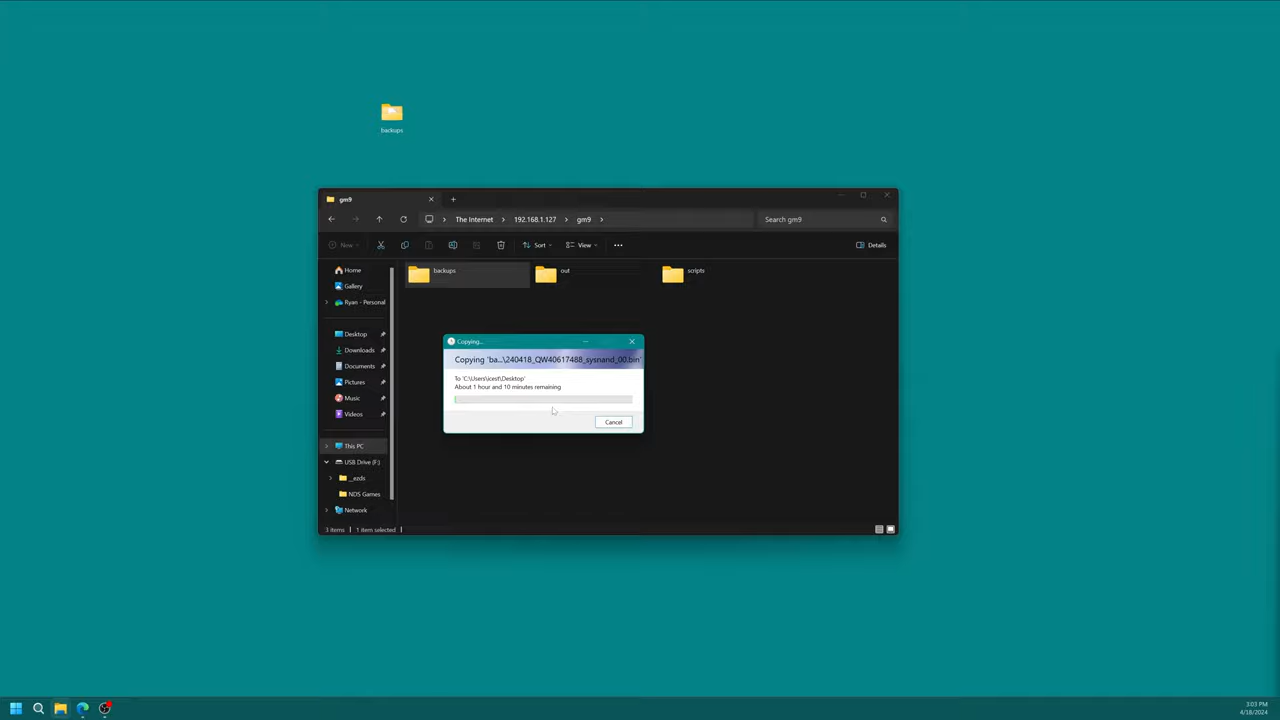 backups
gm9
The Internet
192.168.1.127
gm9
Search gm9
New
Sort
View
Details
Home
Gallery
Ryan - Personal
Desktop
Downloads
Documents
Pictures
Music
Videos
This PC
USB Drive (F:)
_azds
NDS Games
Network
backups
out
scripts
Copying...
Copying 'ba...\240418_QW40617488_sysnand_00.bin'
To 'C:\Users\icest\Desktop'
About 1 hour and 10 minutes remaining
Cancel
3 items
1 item selected
3:03 PM
4/18/2024